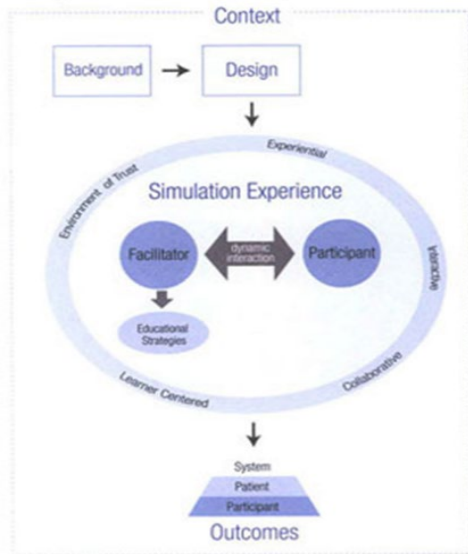 Context
Background
Design
Experiential
Environment of Trust
Simulation Experience
Facilitator
dynamic
interaction
Participant
Interactive
Educational
Strategies
Learner Centered
Collaborative
System
Patient
Participant
Outcomes